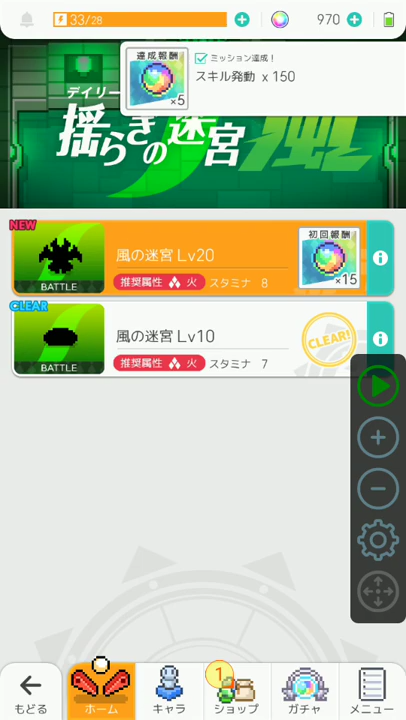 33/28
970
達成報酬
×5
ミッション達成！
スキル発動 x 150
デイリー
揺らぎの迷宮
NEW
BATTLE
風の迷宮 Lv20
推奨属性 火 スタミナ 8
初回報酬
×15
CLEAR
BATTLE
風の迷宮 Lv10
推奨属性 火 スタミナ 7
CLEAR!
もどる
ホーム
キャラ
1
ショップ
ガチャ
メニュー